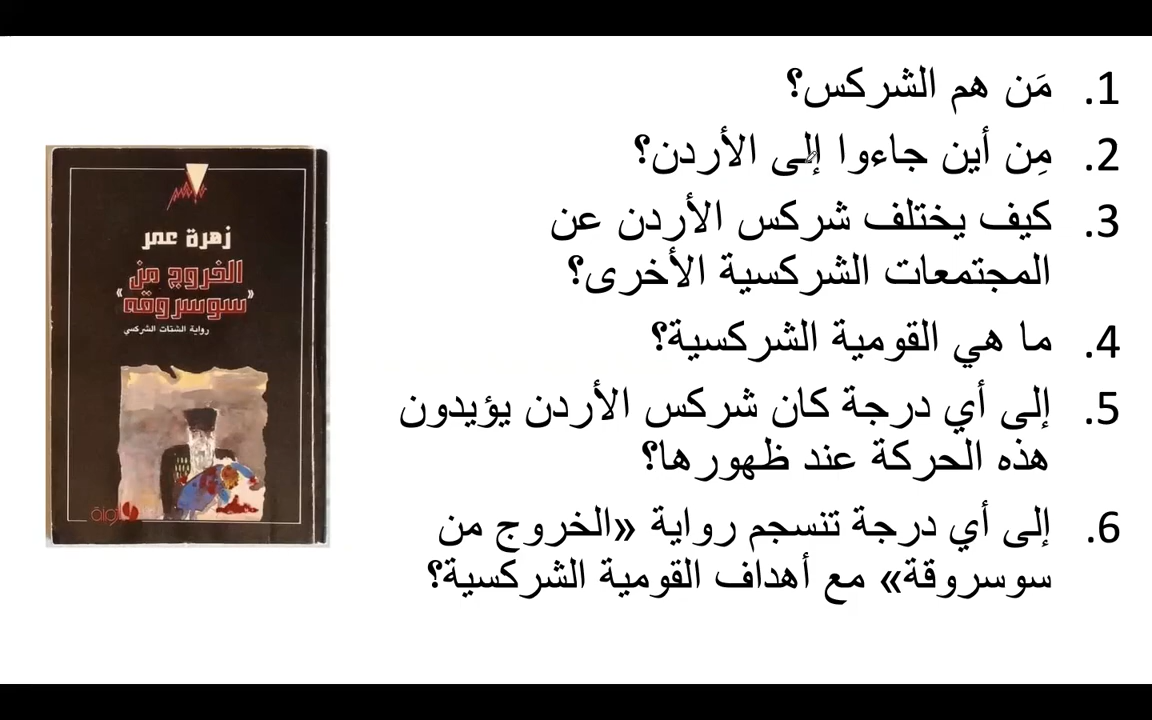 1. مَن هم الشركس؟
2. مِن أين جاءوا إلى الأردن؟
3. كيف يختلف شركس الأردن عن
المجتمعات الشركسية الأخرى؟
4. ما هي القومية الشركسية؟
5. إلى أي درجة كان شركس الأردن يؤيدون
هذه الحركة عند ظهورها؟
6. إلى أي درجة تنسجم رواية «الخروج من
سوسروقة» مع أهداف القومية الشركسية؟
زهرة عمر
الخروج من
«سوسروقه»
رواية الشتات الشركسي